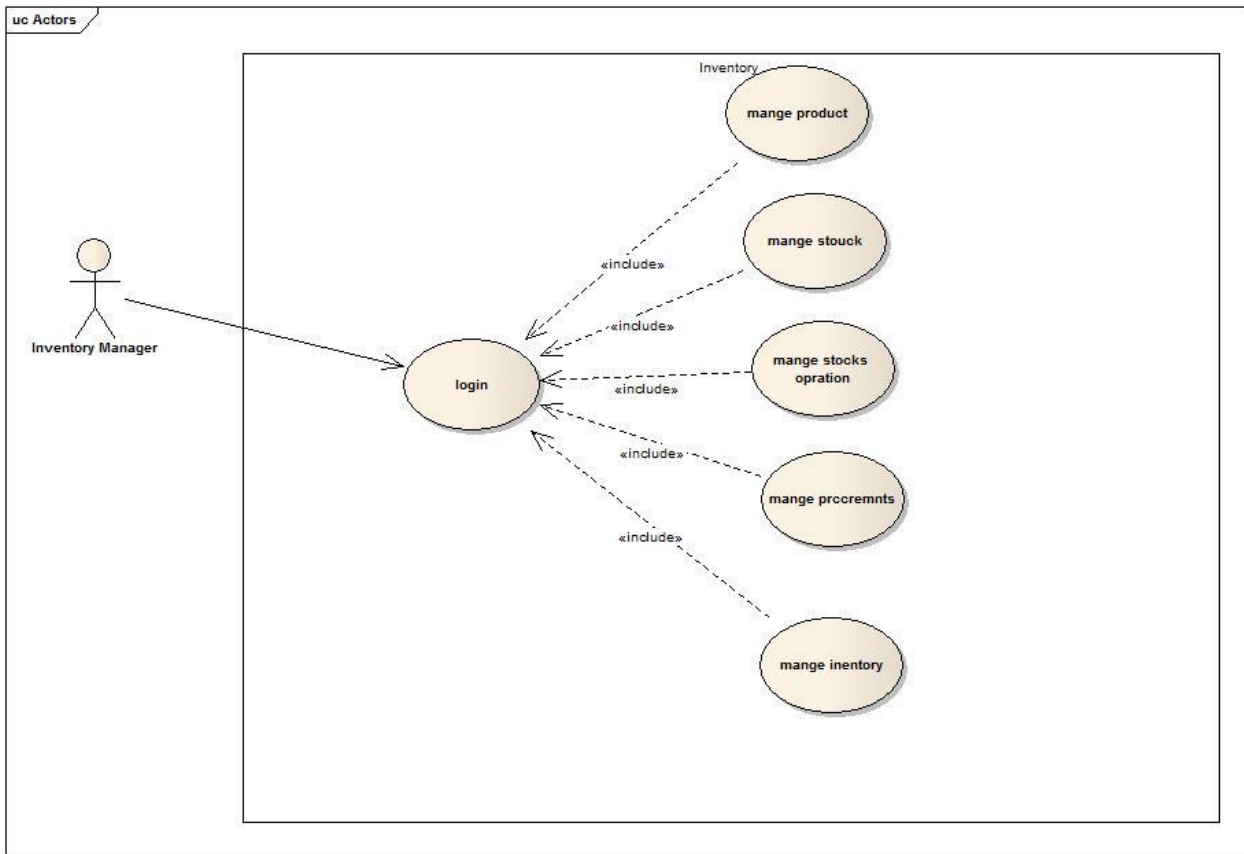 uc Actors
Inventory
mange product
mange stouck
«include»
«include»
Inventory Manager
mange stocks
opration
login
«include»
«include»
mange prccremnts
«include»
mange inentory